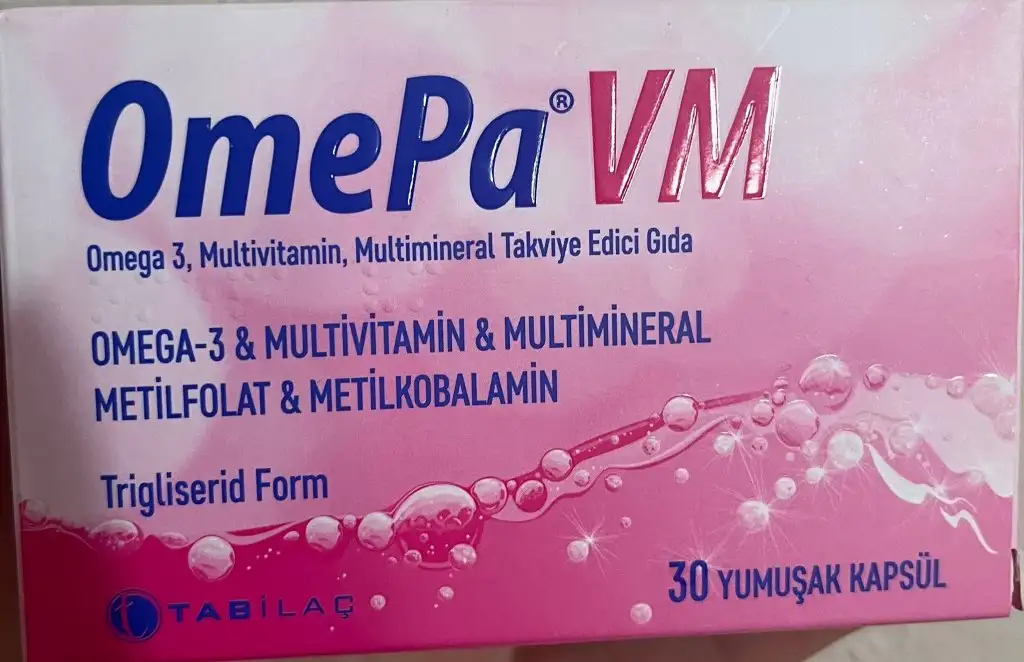 OmePa® VM
Omega 3, Multivitamin, Multimineral Takviye Edici Gıda
OMEGA-3 & MULTİVİTAMİN & MULTİMİNERAL
METİLFOLAT & METİLKOBALAMİN
Trigliserid Form
30 YUMUŞAK KAPSÜL
TABİLAÇ